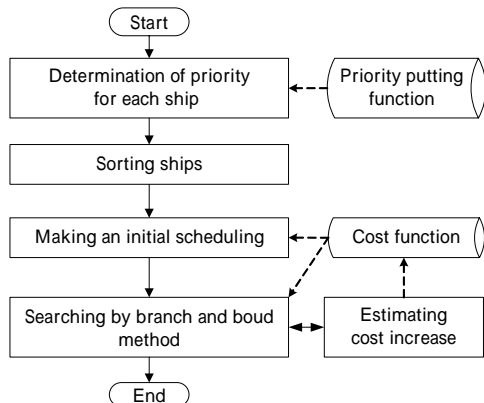 Start
Determination of priority
for each ship
Priority putting
function
Sorting ships
Making an initial scheduling
Cost function
Searching by branch and boud
method
Estimating
cost increase
End